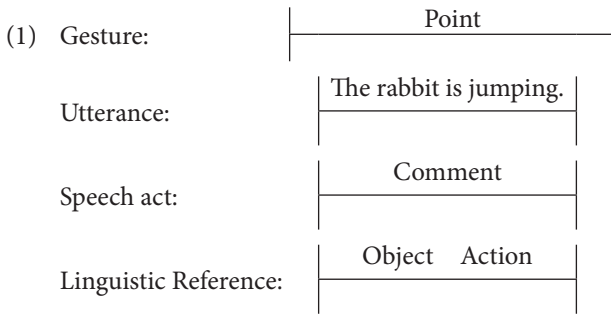 Point
(1) Gesture:
The rabbit is jumping.
Utterance:
Comment
Speech act:
Object Action
Linguistic Reference: